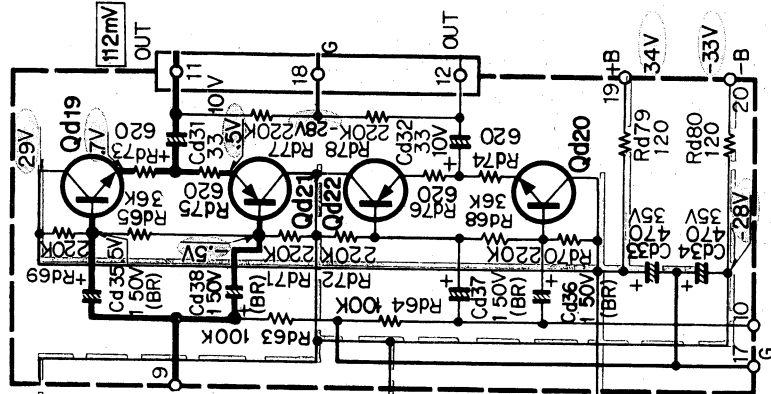 112mV
OUT
11
G
18
OUT
12
+B
19
34V
-33V
-B
20
Qd19
29V
.7V
620
Rd73
Cd31
33
10V
.5V
220K
Rd77
-28V
220K
Rd78
Cd32
33
10V
620
Rd74
Qd20
Rd79
120
Rd80
120
620
Rd75
Qd21
Qd22
620
Rd76
36K
Rd65
36K
Rd68
35V
470
Cd33
35V
470
Cd34
-28V
220K
Rd69
.5V
Cd35
1 50V
(BR)
.5V
Cd38
1 50V
(BR)
220K
Rd71
220K
Rd72
Cd37
1 50V
(BR)
220K
Rd70
Cd36
1 50V
(BR)
100K
Rd63
100K
Rd64
10
17
G
9